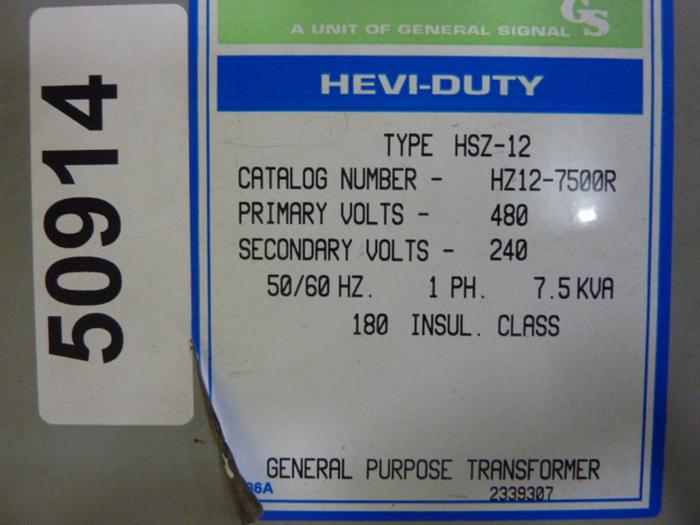 50914
GS
A UNIT OF GENERAL SIGNAL
HEVI-DUTY
TYPE HSZ-12
CATALOG NUMBER - HZ12-7500R
PRIMARY VOLTS - 480
SECONDARY VOLTS - 240
50/60 HZ. 1 PH. 7.5 KVA
180 INSUL. CLASS
GENERAL PURPOSE TRANSFORMER
2339307